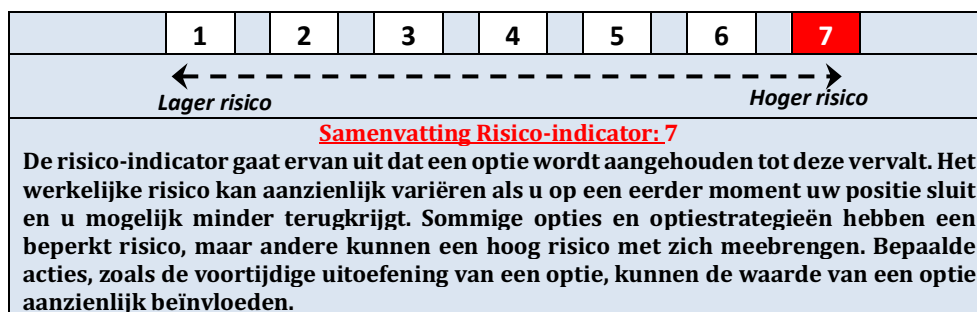 1 2 3 4 5 6 7
Lager risico Hoger risico
Samenvatting Risico-indicator: 7
De risico-indicator gaat ervan uit dat een optie wordt aangehouden tot deze vervalt. Het
werkelijke risico kan aanzienlijk variëren als u op een eerder moment uw positie sluit
en u mogelijk minder terugkrijgt. Sommige opties en optiestrategieën hebben een
beperkt risico, maar andere kunnen een hoog risico met zich meebrengen. Bepaalde
acties, zoals de voortijdige uitoefening van een optie, kunnen de waarde van een optie
aanzienlijk beïnvloeden.